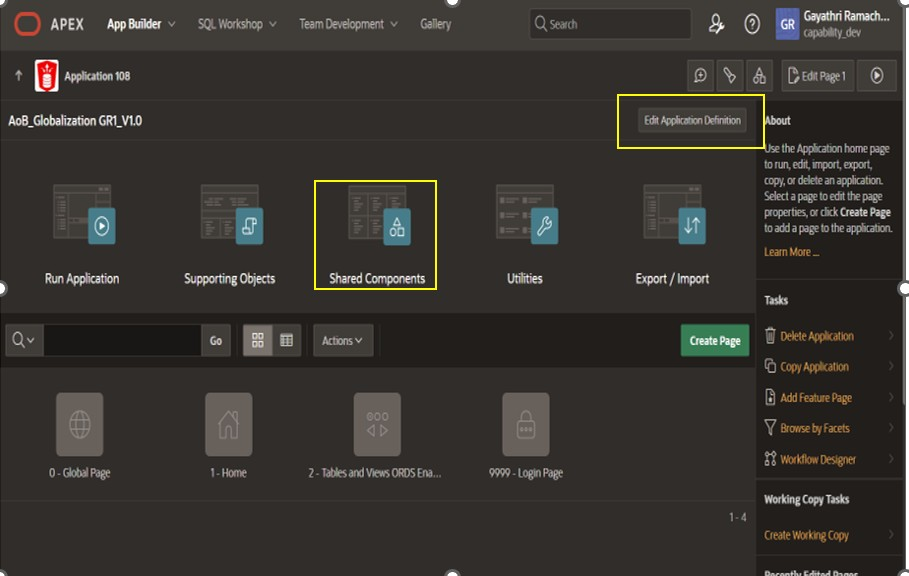 APEX App Builder SQL Workshop Team Development Gallery Search GR Gayathri Ramach...
capability_dev
Application 108 Edit Page 1
AoB_Globalization GR1_V1.0 Edit Application Definition
Run Application Supporting Objects Shared Components Utilities Export / Import
Go Actions Create Page
0 - Global Page 1 - Home 2 - Tables and Views ORDS Ena... 9999 - Login Page
1 - 4
About
Use the Application home page
to run, edit, import, export,
copy, or delete an application.
Select a page to edit the page
properties, or click Create Page
to add a page to the application.
Learn More ...
Tasks
Delete Application
Copy Application
Add Feature Page
Browse by Facets
Workflow Designer
Working Copy Tasks
Create Working Copy
Recently Edited Pages